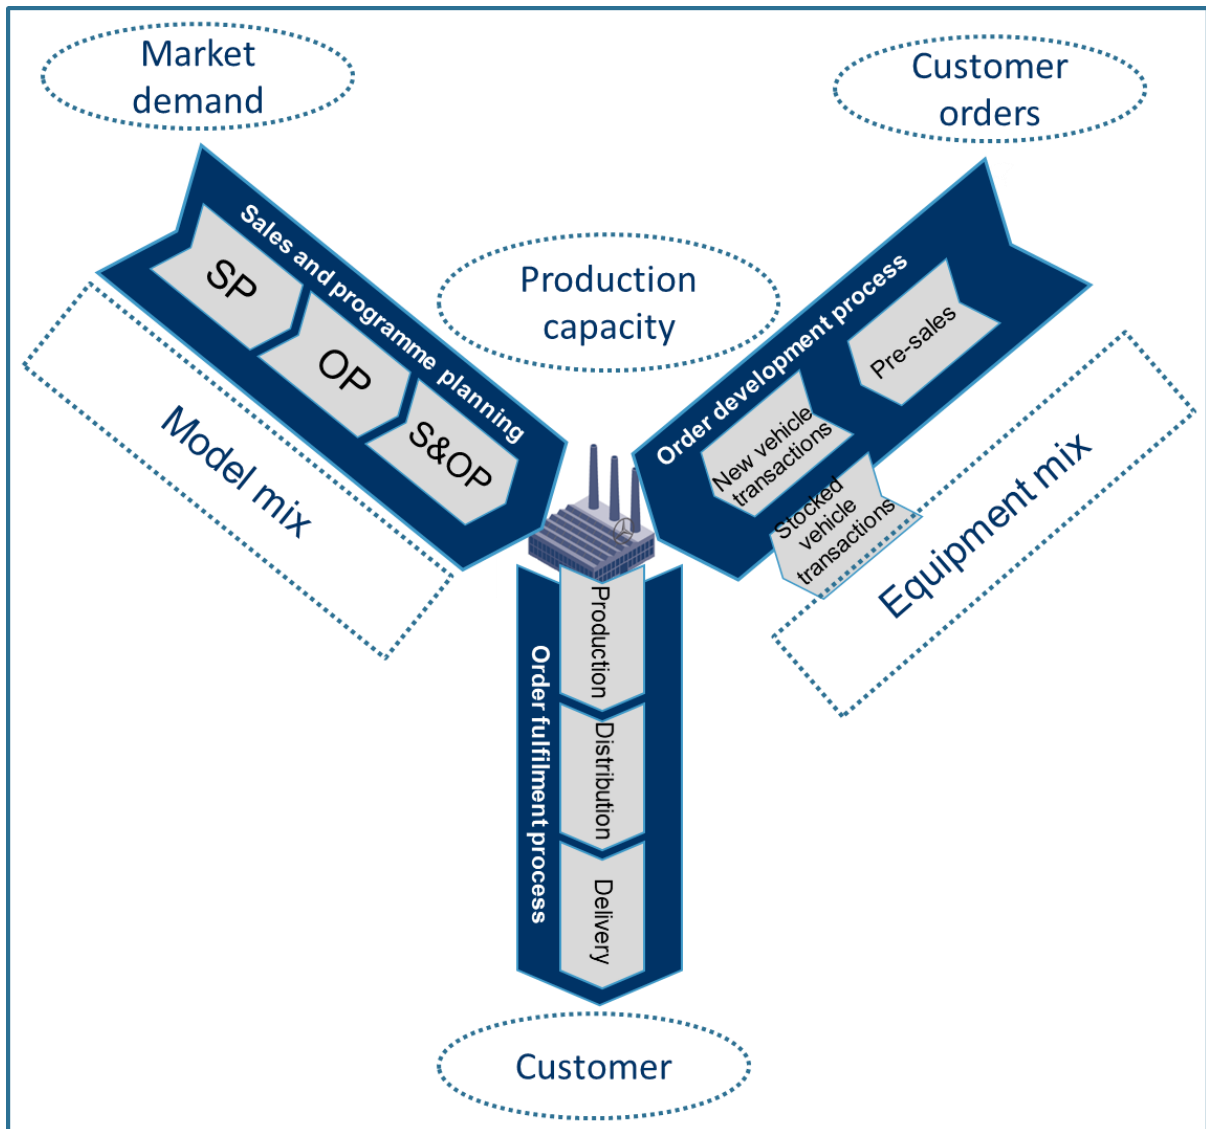 Market
demand
Customer
orders
Sales and programme planning
SP
OP
S&OP
Model mix
Production
capacity
Order development process
Pre-sales
New vehicle
transactions
Stocked
vehicle
transactions
Equipment mix
Order fulfilment process
Production
Distribution
Delivery
Customer